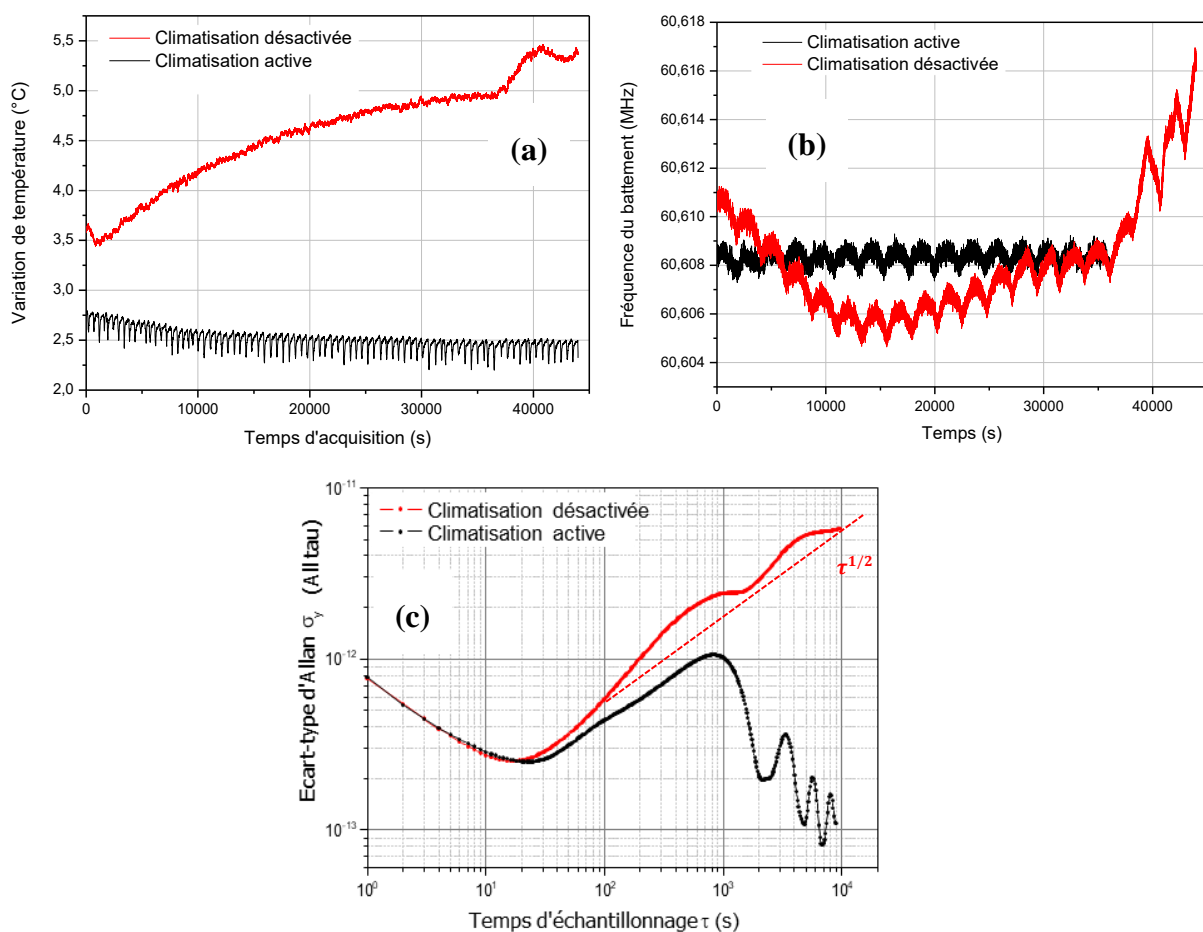 Climatisation désactivée
Climatisation active
Variation de température (°C)
5,5
5,0
4,5
4,0
3,5
3,0
2,5
2,0
(a)
0
10000
20000
30000
40000
Temps d'acquisition (s)
Climatisation active
Climatisation désactivée
Fréquence du battement (MHz)
60,618
60,616
60,614
60,612
60,610
60,608
60,606
60,604
(b)
0
10000
20000
30000
40000
Temps (s)
Climatisation désactivée
Climatisation active
Ecart-type d'Allan σy (All tau)
10⁻¹¹
10⁻¹²
10⁻¹³
(c)
τ^1/2
10⁰
10¹
10²
10³
10⁴
Temps d'échantillonnage τ (s)